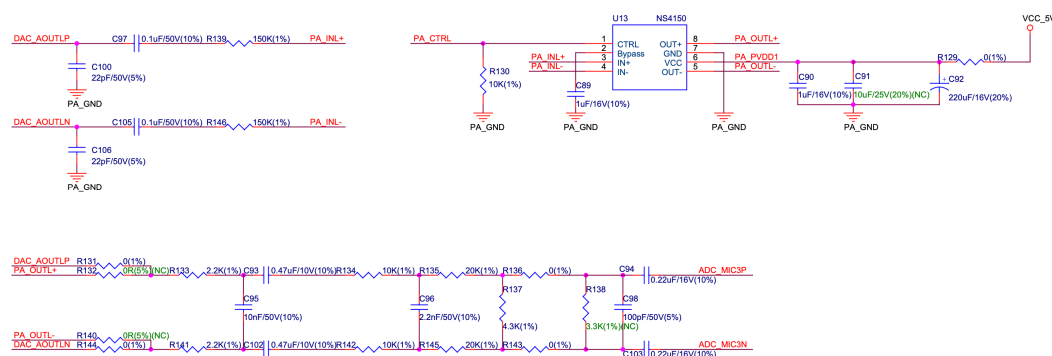 U13 NS4150
VCC_5V
DAC_AOUTLP C97 0.1uF/50V(10%) R139 150K(1%) PA_INL+
PA_CTRL
1 CTRL OUT+ 8 PA_OUTL+
2 Bypass GND 7
PA_INL+ 3 IN+ VCC 6 PA_PVDD1
PA_INL- 4 IN- OUT- 5 PA_OUTL-
R129 0(1%)
C100
22pF/50V(5%)
PA_GND
R130
10K(1%)
PA_GND
C89
1uF/16V(10%)
PA_GND
PA_GND
C90
1uF/16V(10%)
C91
10uF/25V(20%)(NC)
+ C92
220uF/16V(20%)
PA_GND
DAC_AOUTLN C105 0.1uF/50V(10%) R146 150K(1%) PA_INL-
C106
22pF/50V(5%)
PA_GND
DAC_AOUTLP R131 0(1%)
PA_OUTL+ R132 0R(5%)(NC) R133 2.2K(1%) C93 0.47uF/10V(10%) R134 10K(1%) R135 20K(1%) R136 0(1%) C94 0.22uF/16V(10%) ADC_MIC3P
C95
10nF/50V(10%)
C96
2.2nF/50V(10%)
R137
4.3K(1%)
R138
3.3K(1%)(NC)
C98
100pF/50V(5%)
PA_OUTL- R140 0R(5%)(NC)
DAC_AOUTLN R144 0(1%) R141 2.2K(1%) C102 0.47uF/10V(10%) R142 10K(1%) R145 20K(1%) R143 0(1%) C103 0.22uF/16V(10%) ADC_MIC3N